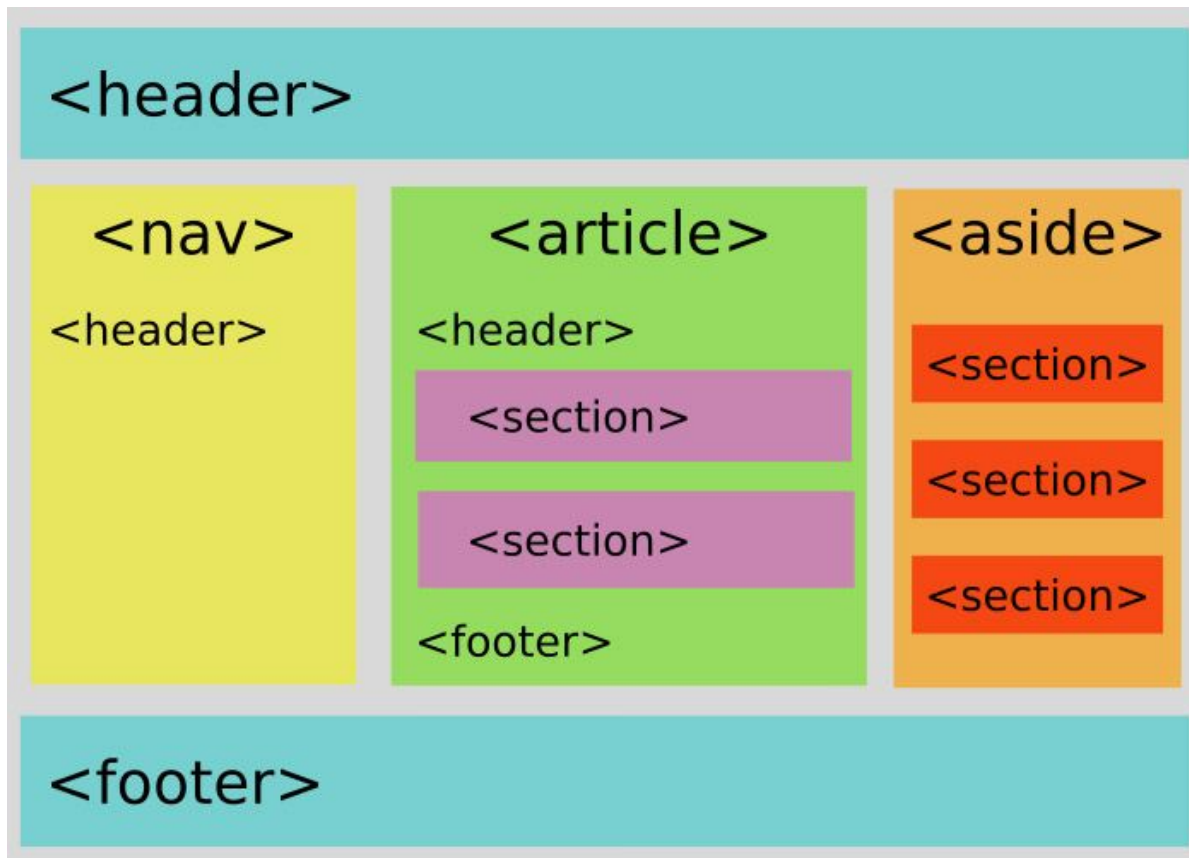 <header>
<nav>
<header>
<article>
<header>
<section>
<section>
<footer>
<aside>
<section>
<section>
<section>
<footer>